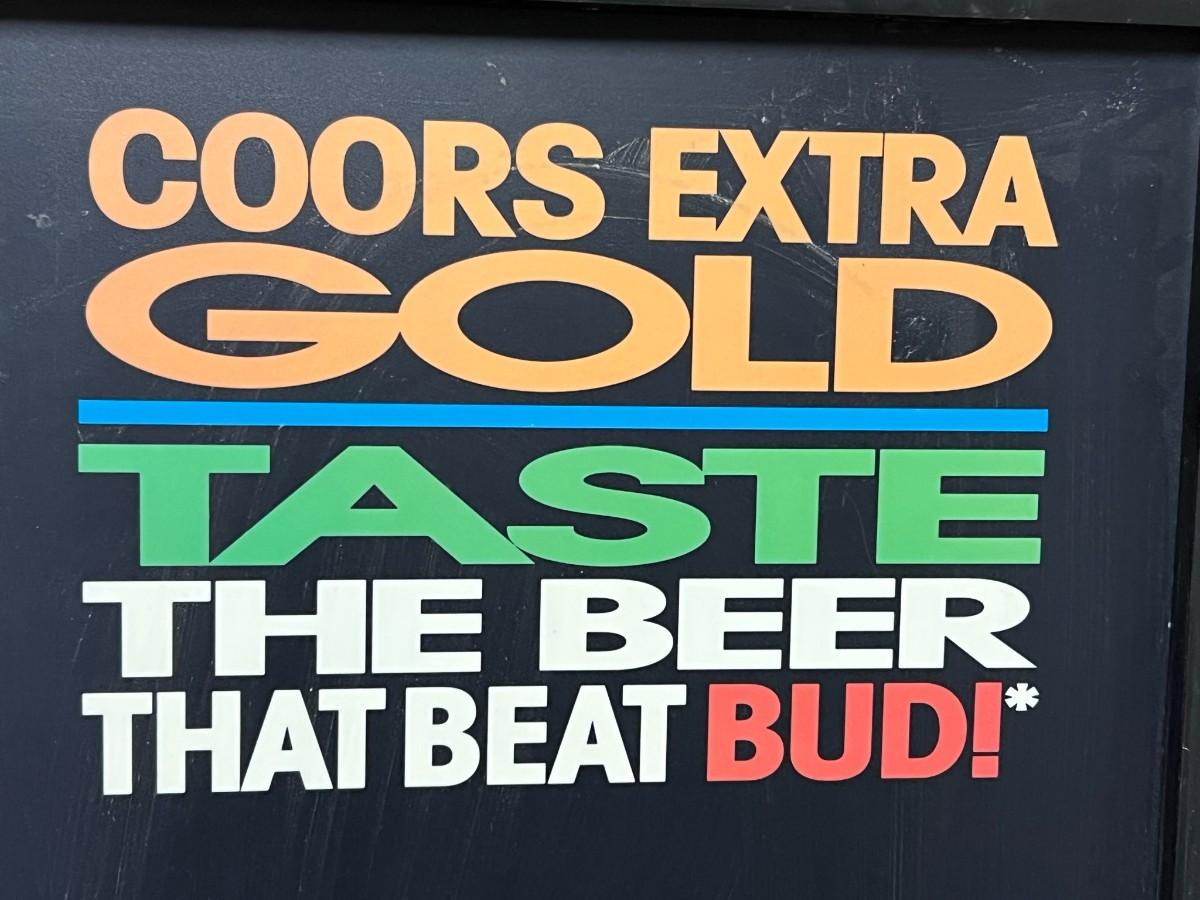 COORS EXTRA
GOLD
TASTE
THE BEER
THAT BEAT BUD!*